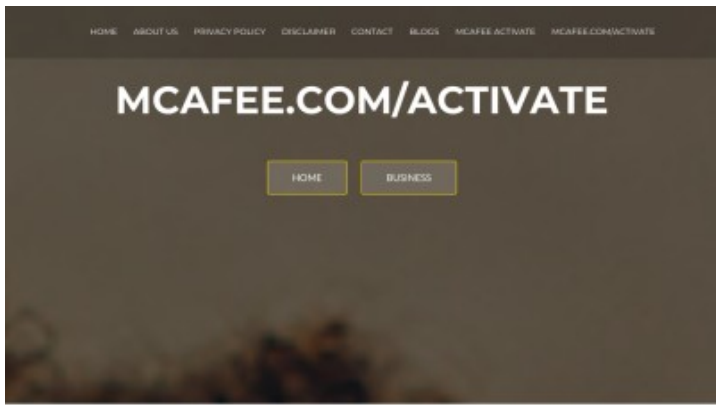 HOME ABOUT US PRIVACY POLICY DISCLAIMER CONTACT BLOGS MCAFEE ACTIVATE MCAFEE.COM/ACTIVATE
MCAFEE.COM/ACTIVATE
HOME BUSINESS